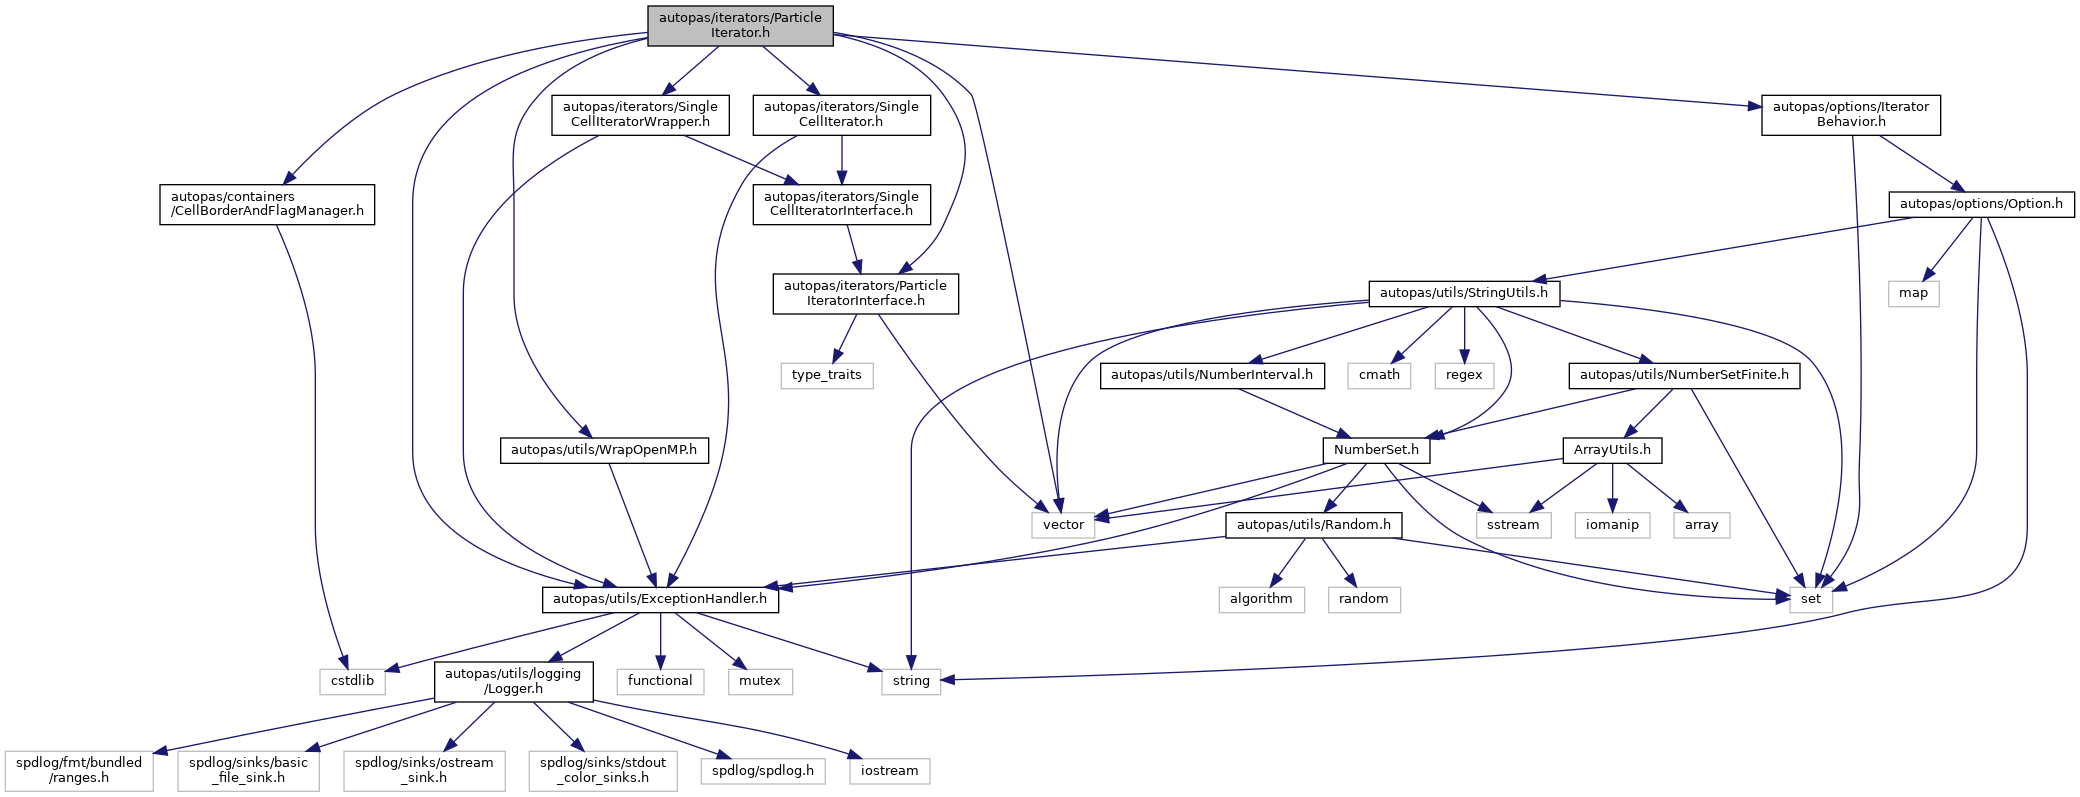 autopas/iterators/Particle
Iterator.h
autopas/iterators/Single
CellIteratorWrapper.h
autopas/iterators/Single
CellIterator.h
autopas/options/Iterator
Behavior.h
autopas/containers
/CellBorderAndFlagManager.h
autopas/iterators/Single
CellIteratorInterface.h
autopas/options/Option.h
autopas/iterators/Particle
IteratorInterface.h
autopas/utils/StringUtils.h
map
type_traits
autopas/utils/NumberInterval.h
cmath
regex
autopas/utils/NumberSetFinite.h
autopas/utils/WrapOpenMP.h
NumberSet.h
ArrayUtils.h
vector
autopas/utils/Random.h
sstream
iomanip
array
autopas/utils/ExceptionHandler.h
algorithm
random
set
cstdlib
autopas/utils/logging
/Logger.h
functional
mutex
string
spdlog/fmt/bundled
/ranges.h
spdlog/sinks/basic
_file_sink.h
spdlog/sinks/ostream
_sink.h
spdlog/sinks/stdout
_color_sinks.h
spdlog/spdlog.h
iostream